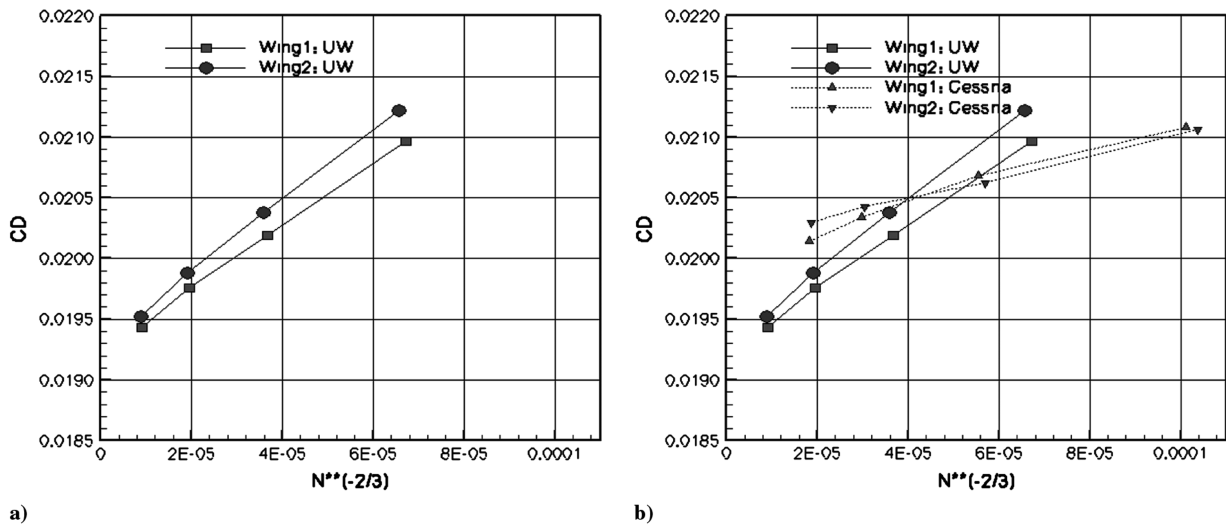 0.0220
0.0215
0.0210
0.0205
0.0200
0.0195
0.0190
0.0185
CD
Wing1: UW
Wing2: UW
0
2E-05
4E-05
6E-05
8E-05
0.0001
N**(-2/3)
a)
0.0220
0.0215
0.0210
0.0205
0.0200
0.0195
0.0190
0.0185
CD
Wing1: UW
Wing2: UW
Wing1: Cessna
Wing2: Cessna
0
2E-05
4E-05
6E-05
8E-05
0.0001
N**(-2/3)
b)